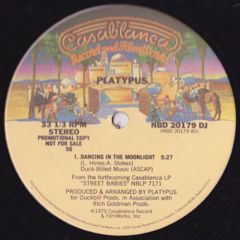 Casablanca
Record and FilmWorks
PLATYPUS
33 1/3 RPM
STEREO
PROMOTIONAL COPY
NOT FOR SALE
56
NBD 20179 DJ
(NBD 20179 AS)
1. DANCING IN THE MOONLIGHT 5:27
(L. Hines-A. Stokes)
Duck-Billed Music (ASCAP)
From the forthcoming Casablanca LP
"STREET BABIES" NBLP 7171
PRODUCED & ARRANGED BY PLATYPUS
for Duckbill Prods. in Association with
Rich Goldman Prods.
℗1979 Casablanca Record
& FilmWorks, Inc.